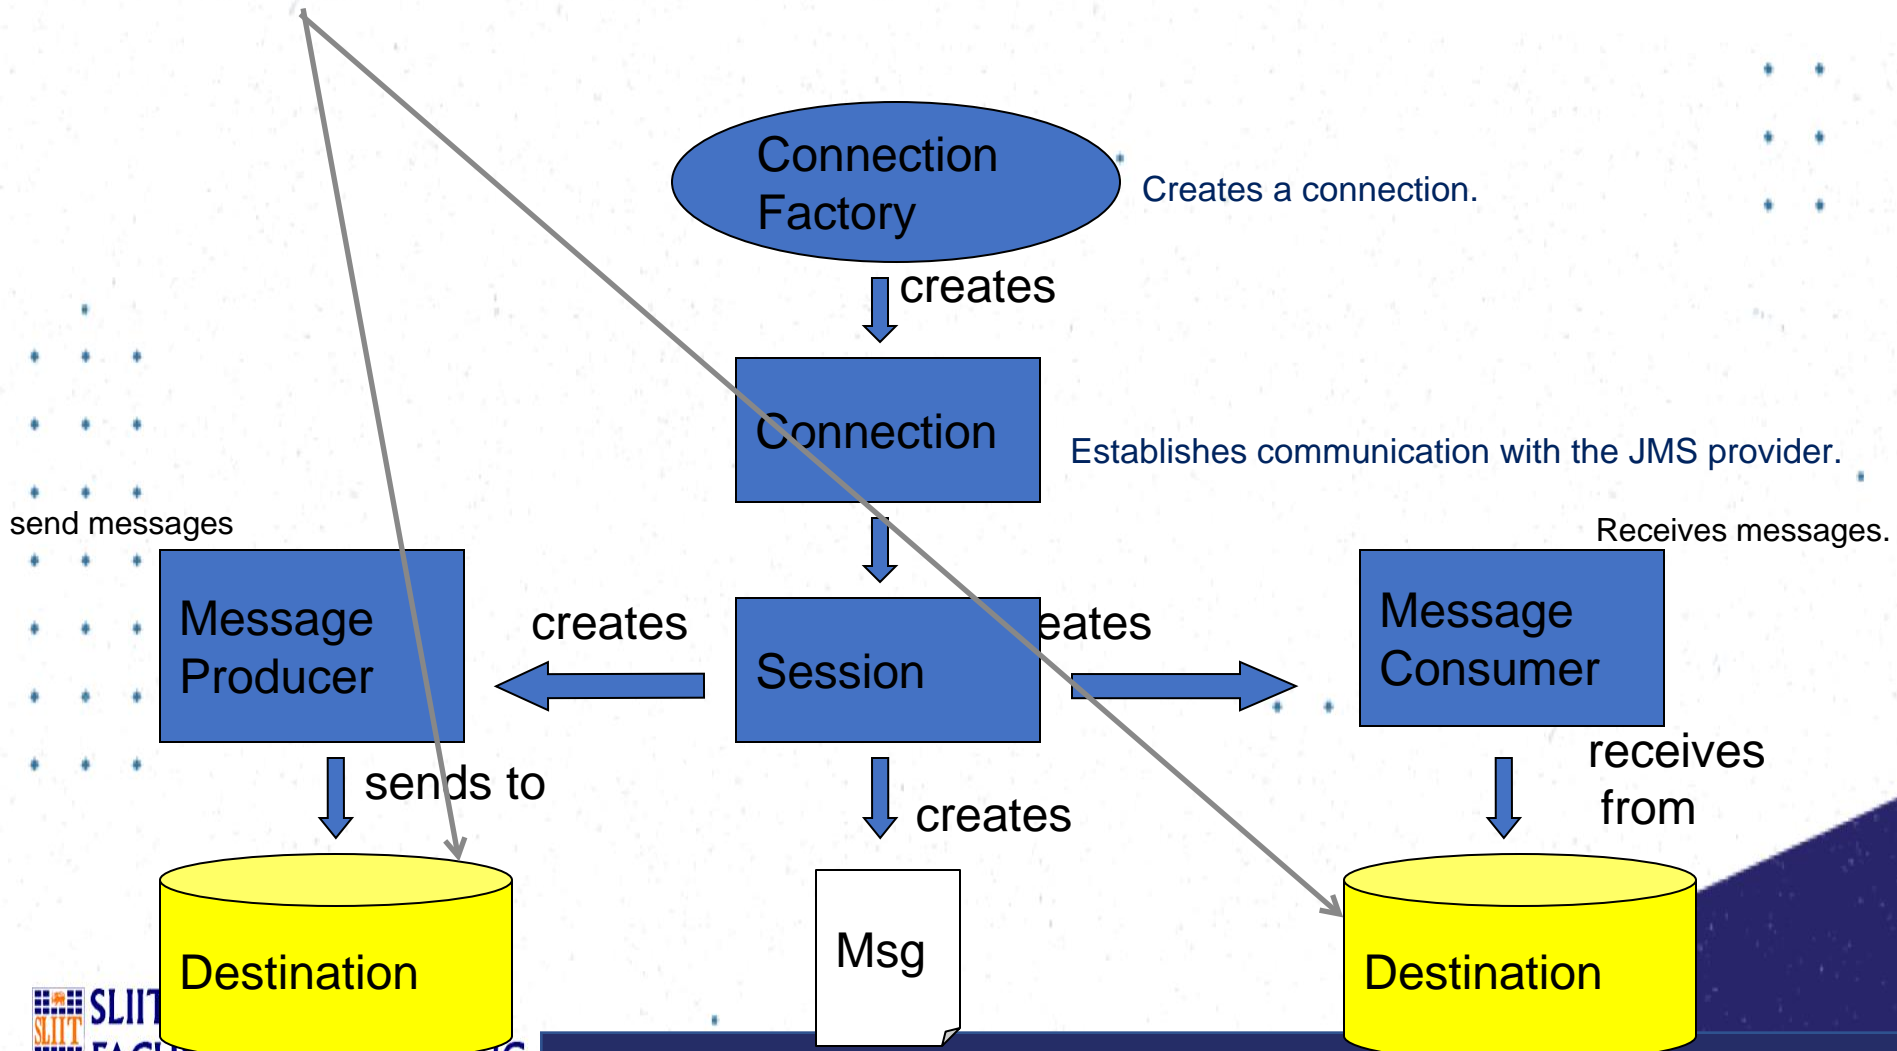 Connection
Factory
Creates a connection.
creates
Connection
Establishes communication with the JMS provider.
send messages
Receives messages.
Message
Producer
creates
Session
eates
Message
Consumer
sends to
creates
receives
from
Destination
Msg
Destination
SLIIT
SLIIT